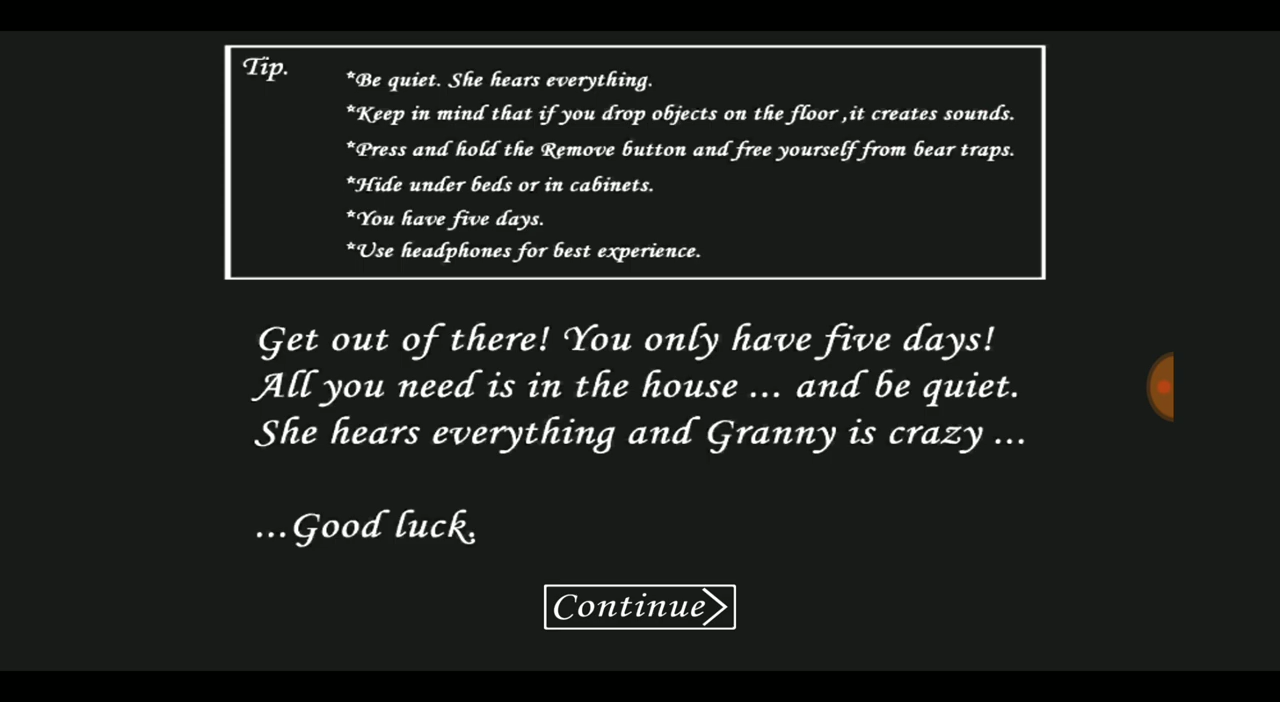 Tip.
*Be quiet. She hears everything.
*Keep in mind that if you drop objects on the floor ,it creates sounds.
*Press and hold the Remove button and free yourself from bear traps.
*Hide under beds or in cabinets.
*You have five days.
*Use headphones for best experience.
Get out of there! You only have five days!
All you need is in the house ... and be quiet.
She hears everything and Granny is crazy ...
...Good luck.
Continue>